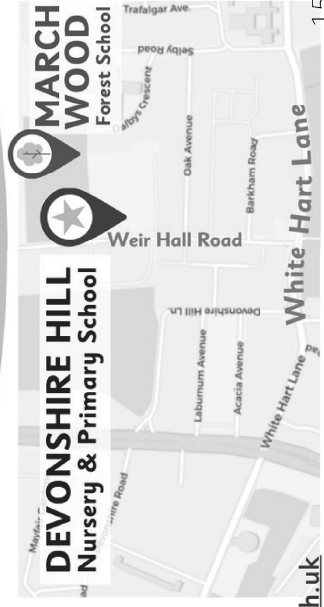 Trafalgar Ave.
Selby Road
MARCH
WOOD
Forest School
Oak Avenue
Barkham Road
White Hart Lane
Weir Hall Road
DEVONSHIRE HILL
Nursery & Primary School
Devonshire Hill Ln.
Laburnum Avenue
Acacia Avenue
White Hart Lane
h.uk